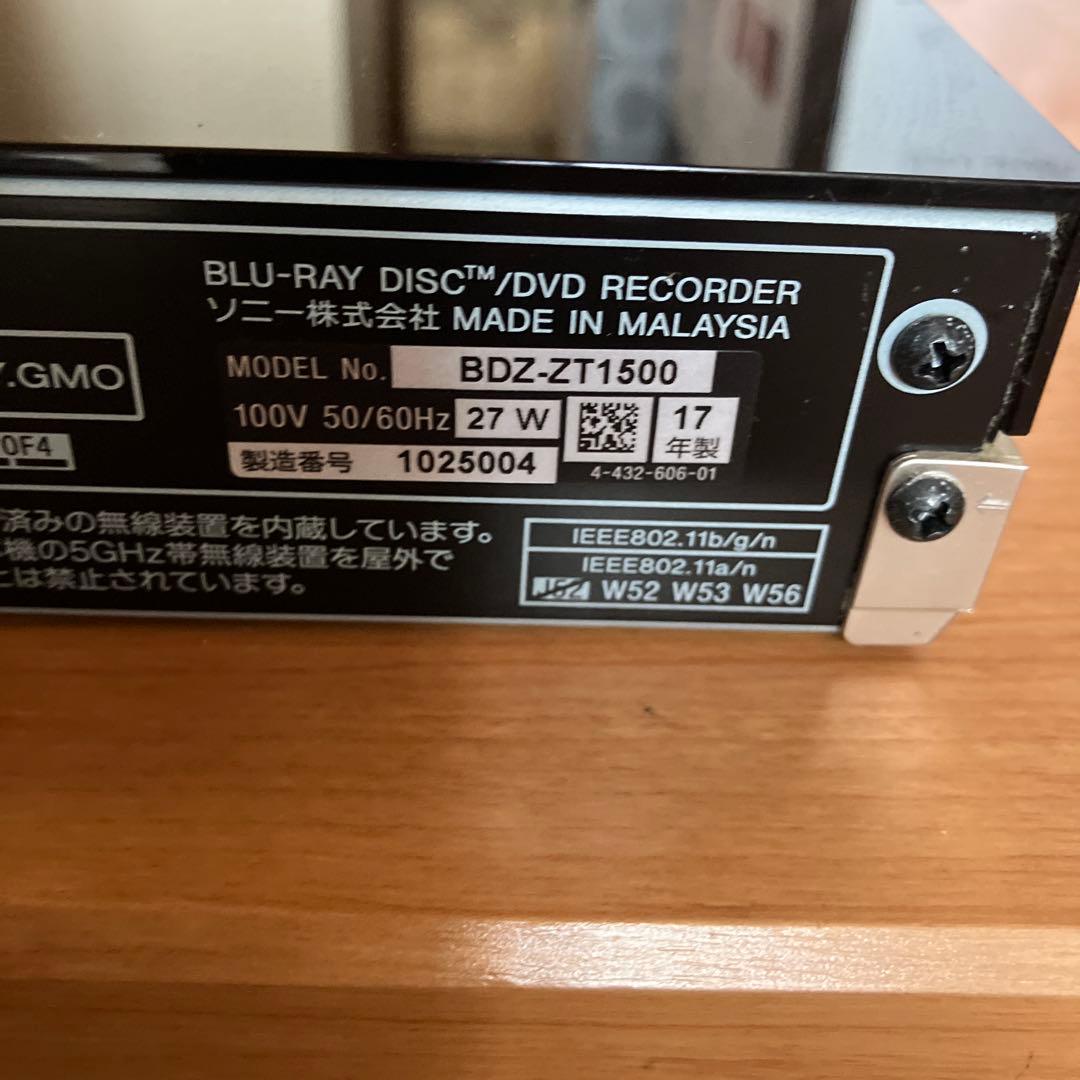 BLU-RAY DISC™/DVD RECORDER
ソニー株式会社 MADE IN MALAYSIA
Y.GMO
MODEL No. BDZ-ZT1500
100V 50/60Hz 27 W
17
年製
0F4
製造番号 1025004
4-432-606-01
済みの無線装置を内蔵しています。
機の5GHz帯無線装置を屋外で
とは禁止されています。
IEEE802.11b/g/n
IEEE802.11a/n
J52 W52 W53 W56